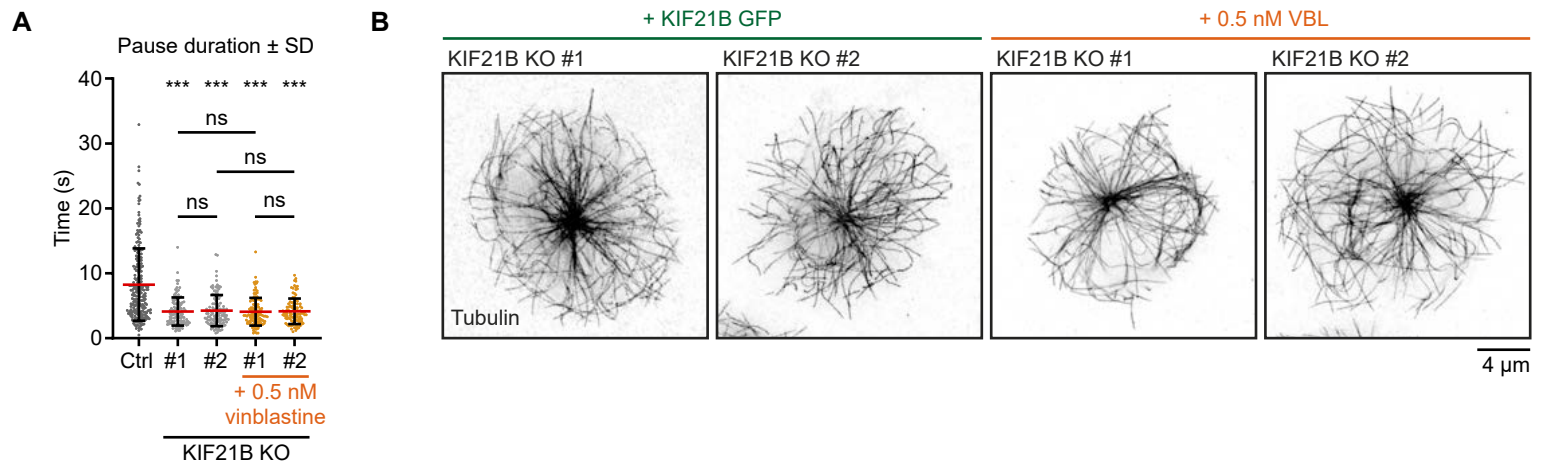 A
Pause duration ± SD
Time (s)
40
30
20
10
0
*** *** *** ***
ns
ns
ns ns
Ctrl #1 #2 #1 #2
+ 0.5 nM
vinblastine
KIF21B KO
B
+ KIF21B GFP
+ 0.5 nM VBL
KIF21B KO #1
KIF21B KO #2
KIF21B KO #1
KIF21B KO #2
Tubulin
4 µm